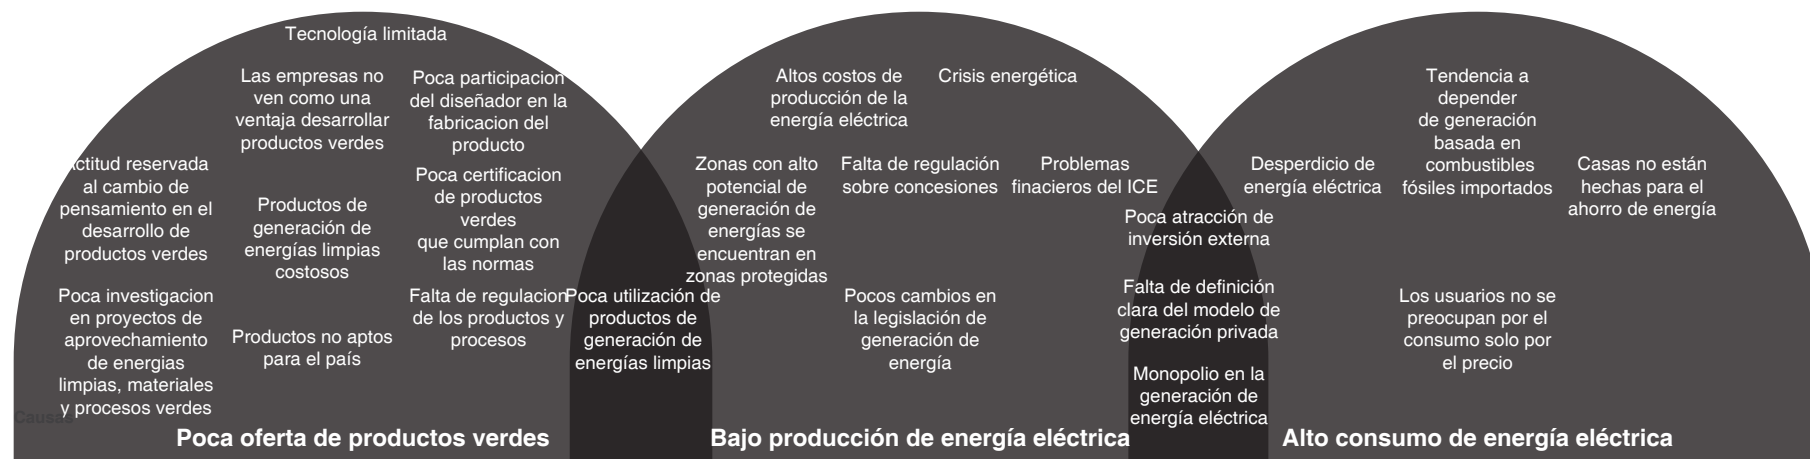 Tecnología limitada
Las empresas no
ven como una
ventaja desarrollar
productos verdes
Poca participacion
del diseñador en la
fabricacion del
producto
Actitud reservada
al cambio de
pensamiento en el
desarrollo de
productos verdes
Productos de
generación de
energías limpias
costosos
Poca certificacion
de productos
verdes
que cumplan con
las normas
Poca investigacion
en proyectos de
aprovechamiento
de energias
limpias, materiales
y procesos verdes
Productos no aptos
para el país
Falta de regulacion
de los productos y
procesos
Poca utilización de
productos de
generación de
energías limpias
Causas
Poca oferta de productos verdes
Altos costos de
producción de la
energía eléctrica
Crisis energética
Zonas con alto
potencial de
generación de
energías se
encuentran en
zonas protegidas
Falta de regulación
sobre concesiones
Problemas
finacieros del ICE
Pocos cambios en
la legislación de
generación de
energía
Poca atracción de
inversión externa
Falta de definición
clara del modelo de
generación privada
Monopolio en la
generación de
energía eléctrica
Bajo producción de energía eléctrica
Tendencia a
depender
de generación
basada en
combustibles
fósiles importados
Desperdicio de
energía eléctrica
Casas no están
hechas para el
ahorro de energía
Los usuarios no se
preocupan por el
consumo solo por
el precio
Alto consumo de energía eléctrica